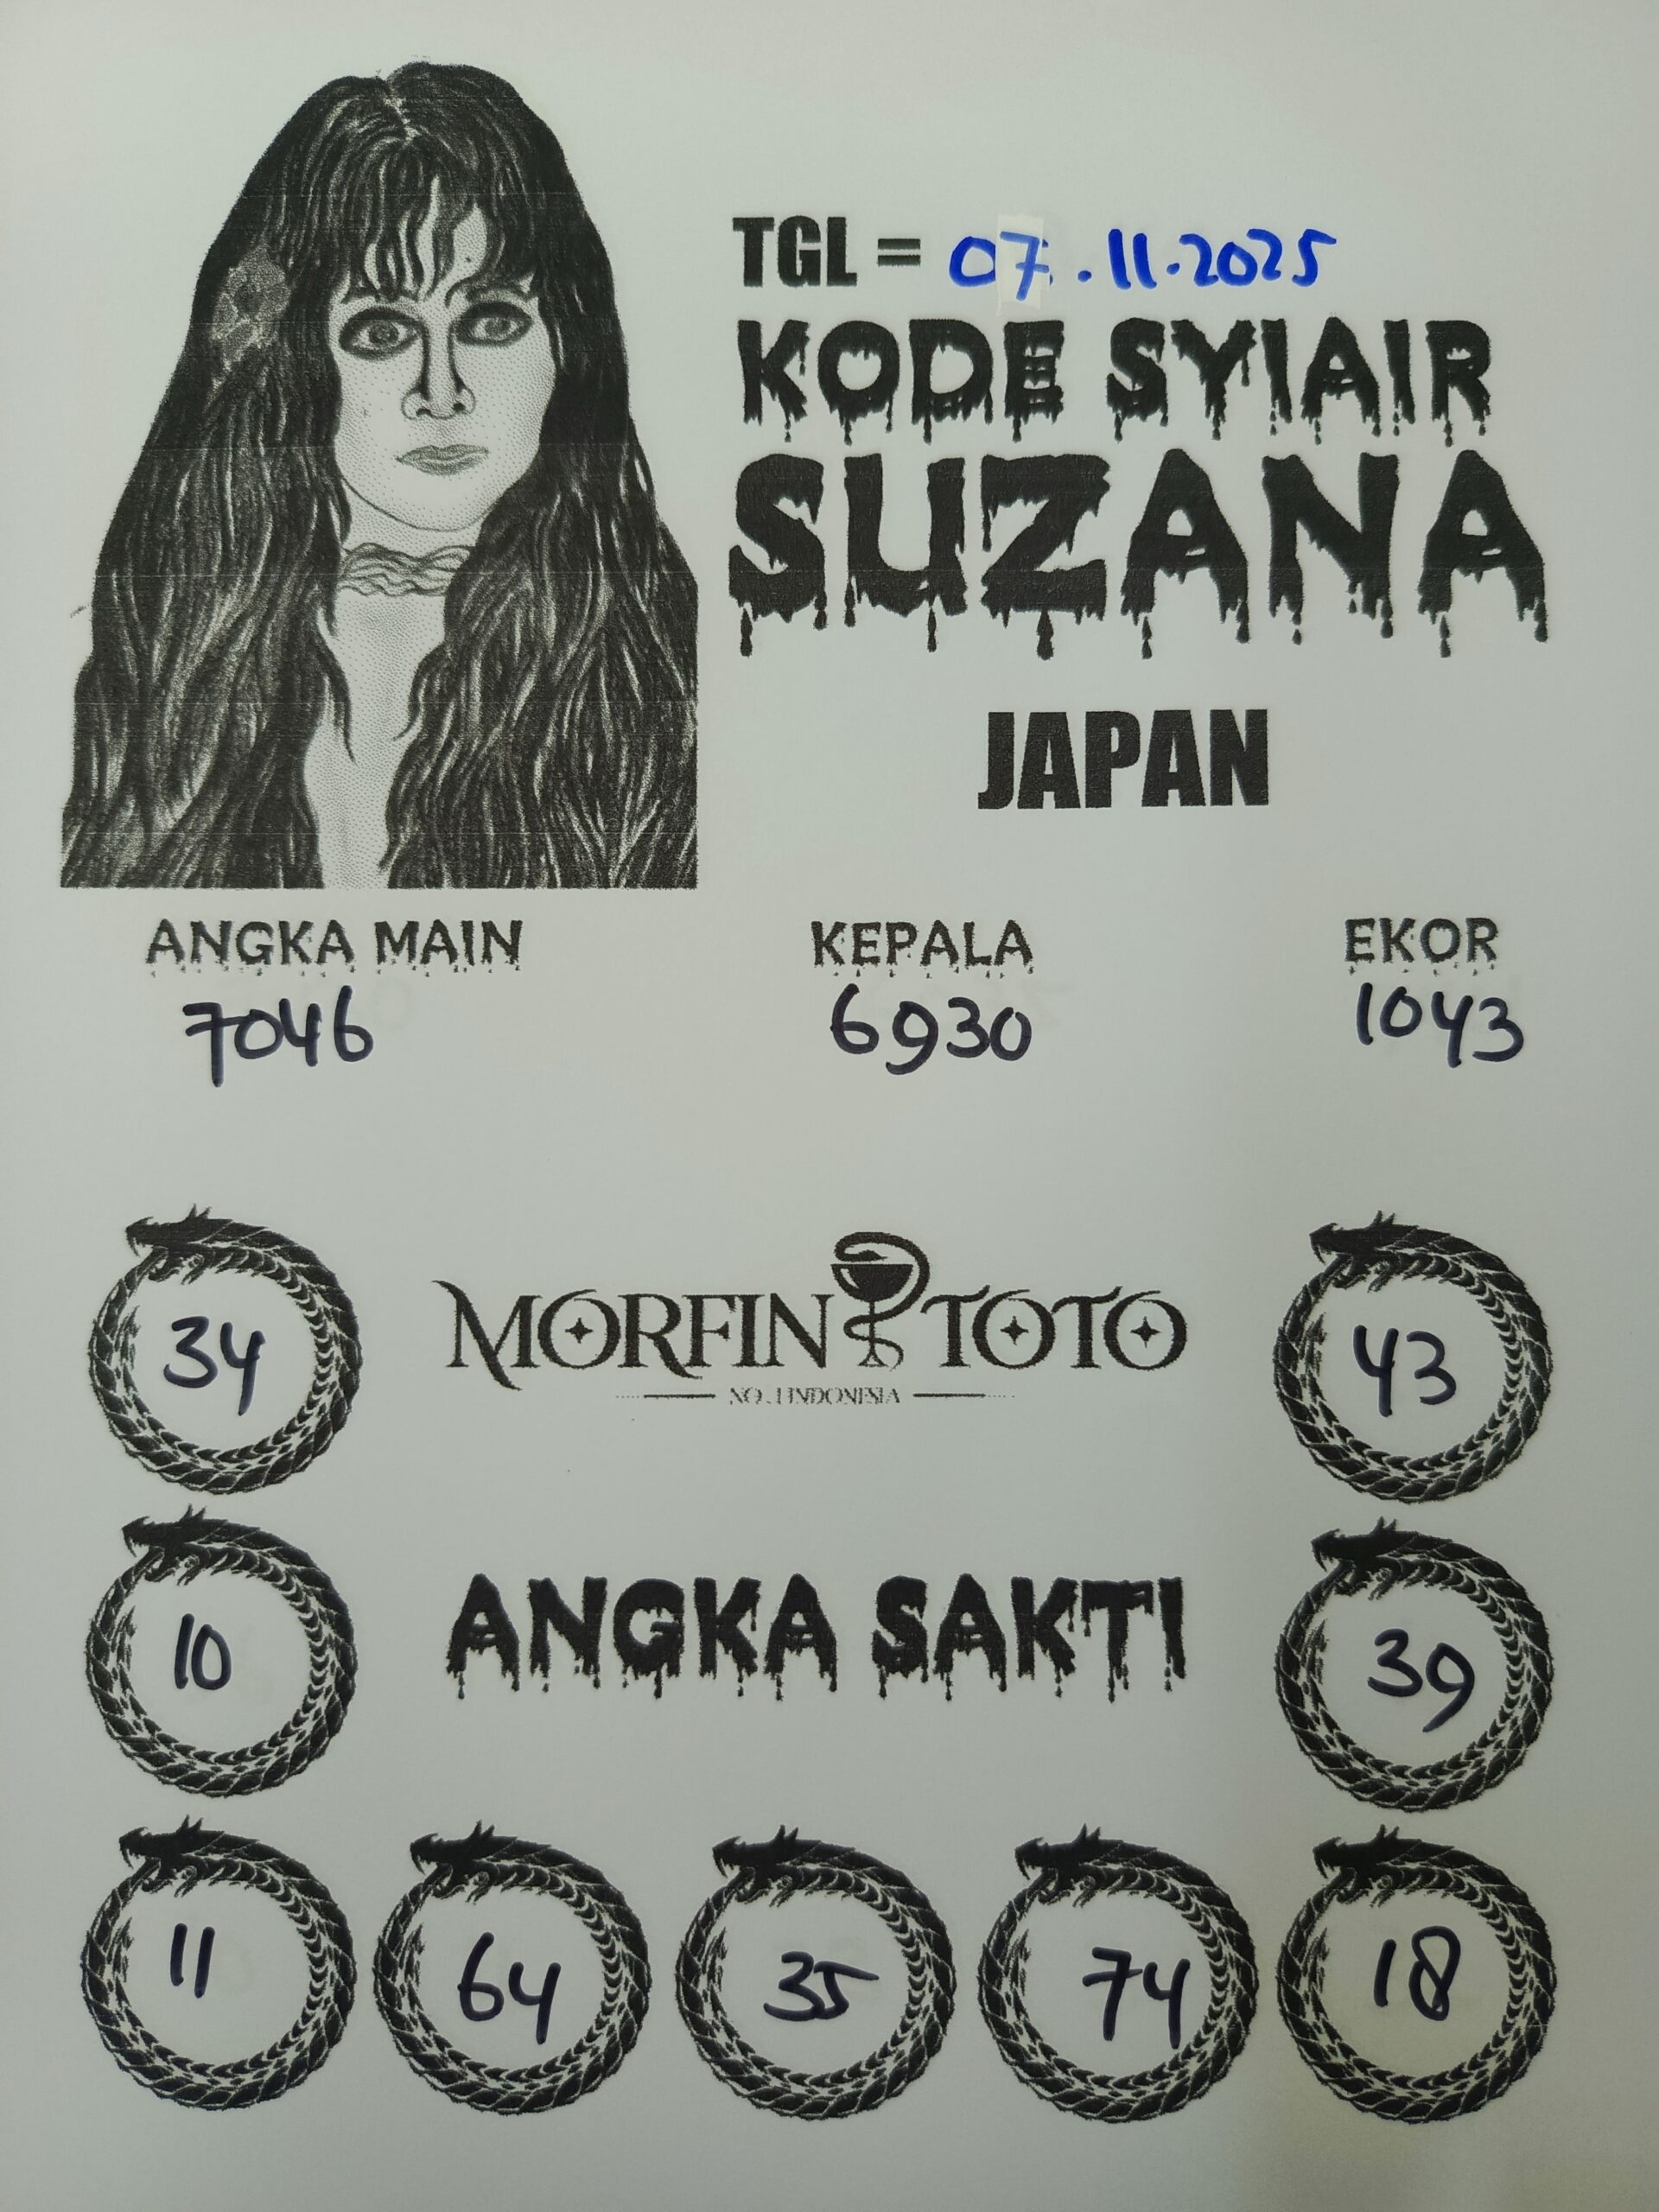 TGL = 07.11.2025
KODE SYIAIR
SUZANA
JAPAN
ANGKA MAIN KEPALA EKOR
7046 6930 1043
34 MORFIN TOTO 43
NO.1 INDONESIA
10 ANGKA SAKTI 39
11 64 35 74 18